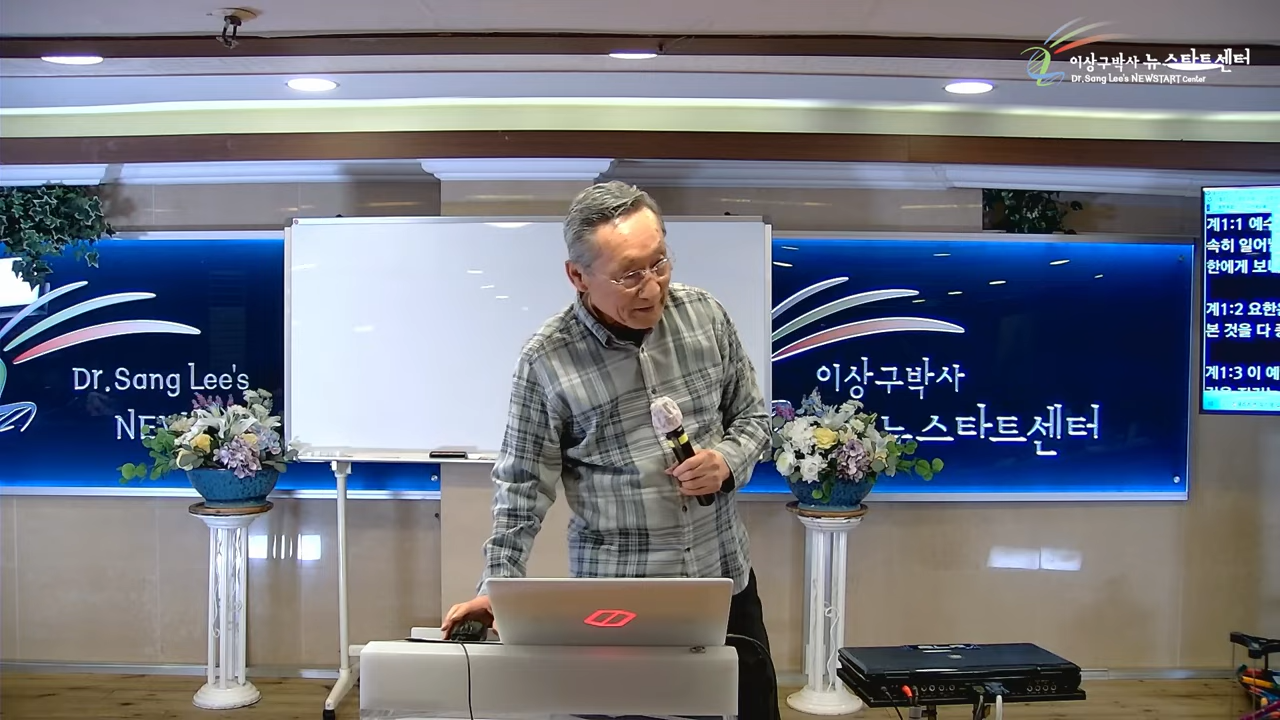 이상구박사 뉴스타트센터
Dr. Sang Lee's NEWSTART Center
Dr. Sang Lee's
이상구박사
뉴스타트센터
계1:1 예수
속히 일어
한에게 보
계1:2 요한
본 것을 다
계1:3 이 예